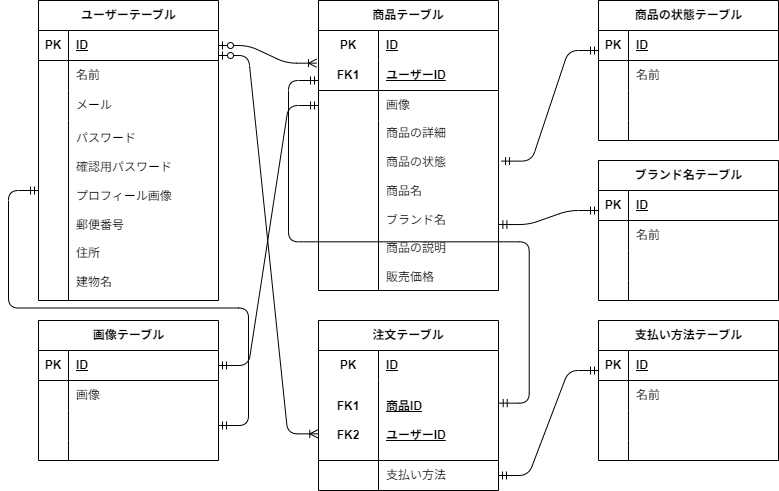 ユーザーテーブル
PK ID
名前
メール
パスワード
確認用パスワード
プロフィール画像
郵便番号
住所
建物名
商品テーブル
PK ID
FK1 ユーザーID
画像
商品の詳細
商品の状態
商品名
ブランド名
商品の説明
販売価格
商品の状態テーブル
PK ID
名前
ブランド名テーブル
PK ID
名前
画像テーブル
PK ID
画像
注文テーブル
PK ID
FK1 商品ID
FK2 ユーザーID
支払い方法
支払い方法テーブル
PK ID
名前